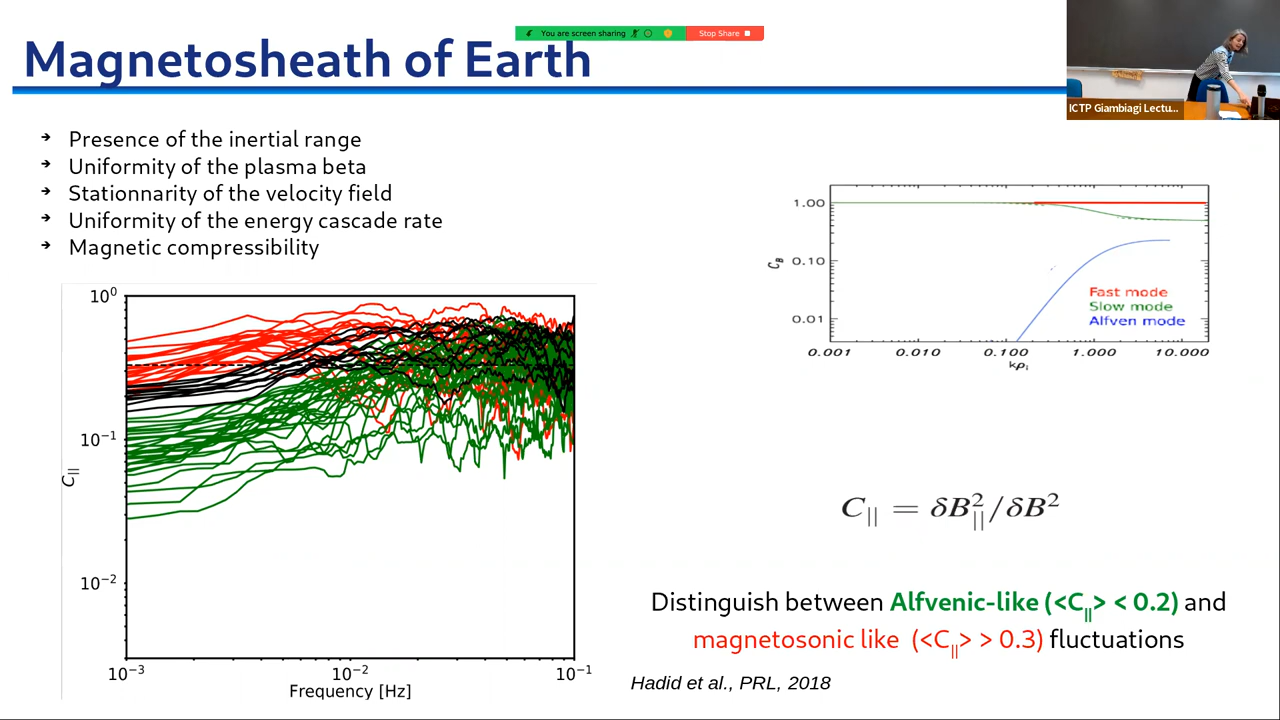 You are screen sharing
Stop Share
Magnetosheath of Earth
ICTP Giambiagi Lectu...
➔ Presence of the inertial range
➔ Uniformity of the plasma beta
➔ Stationnarity of the velocity field
➔ Uniformity of the energy cascade rate
➔ Magnetic compressibility
1.00
0.10
0.01
C_B
Fast mode
Slow mode
Alfven mode
0.001 0.010 0.100 1.000 10.000
kρ_i
10⁰
10⁻¹
10⁻²
C_||
10⁻³ 10⁻² 10⁻¹
Frequency [Hz]
C_|| = δB²_||/δB²
Distinguish between Alfvenic-like (<C_||> < 0.2) and
magnetosonic like (<C_||> > 0.3) fluctuations
Hadid et al., PRL, 2018